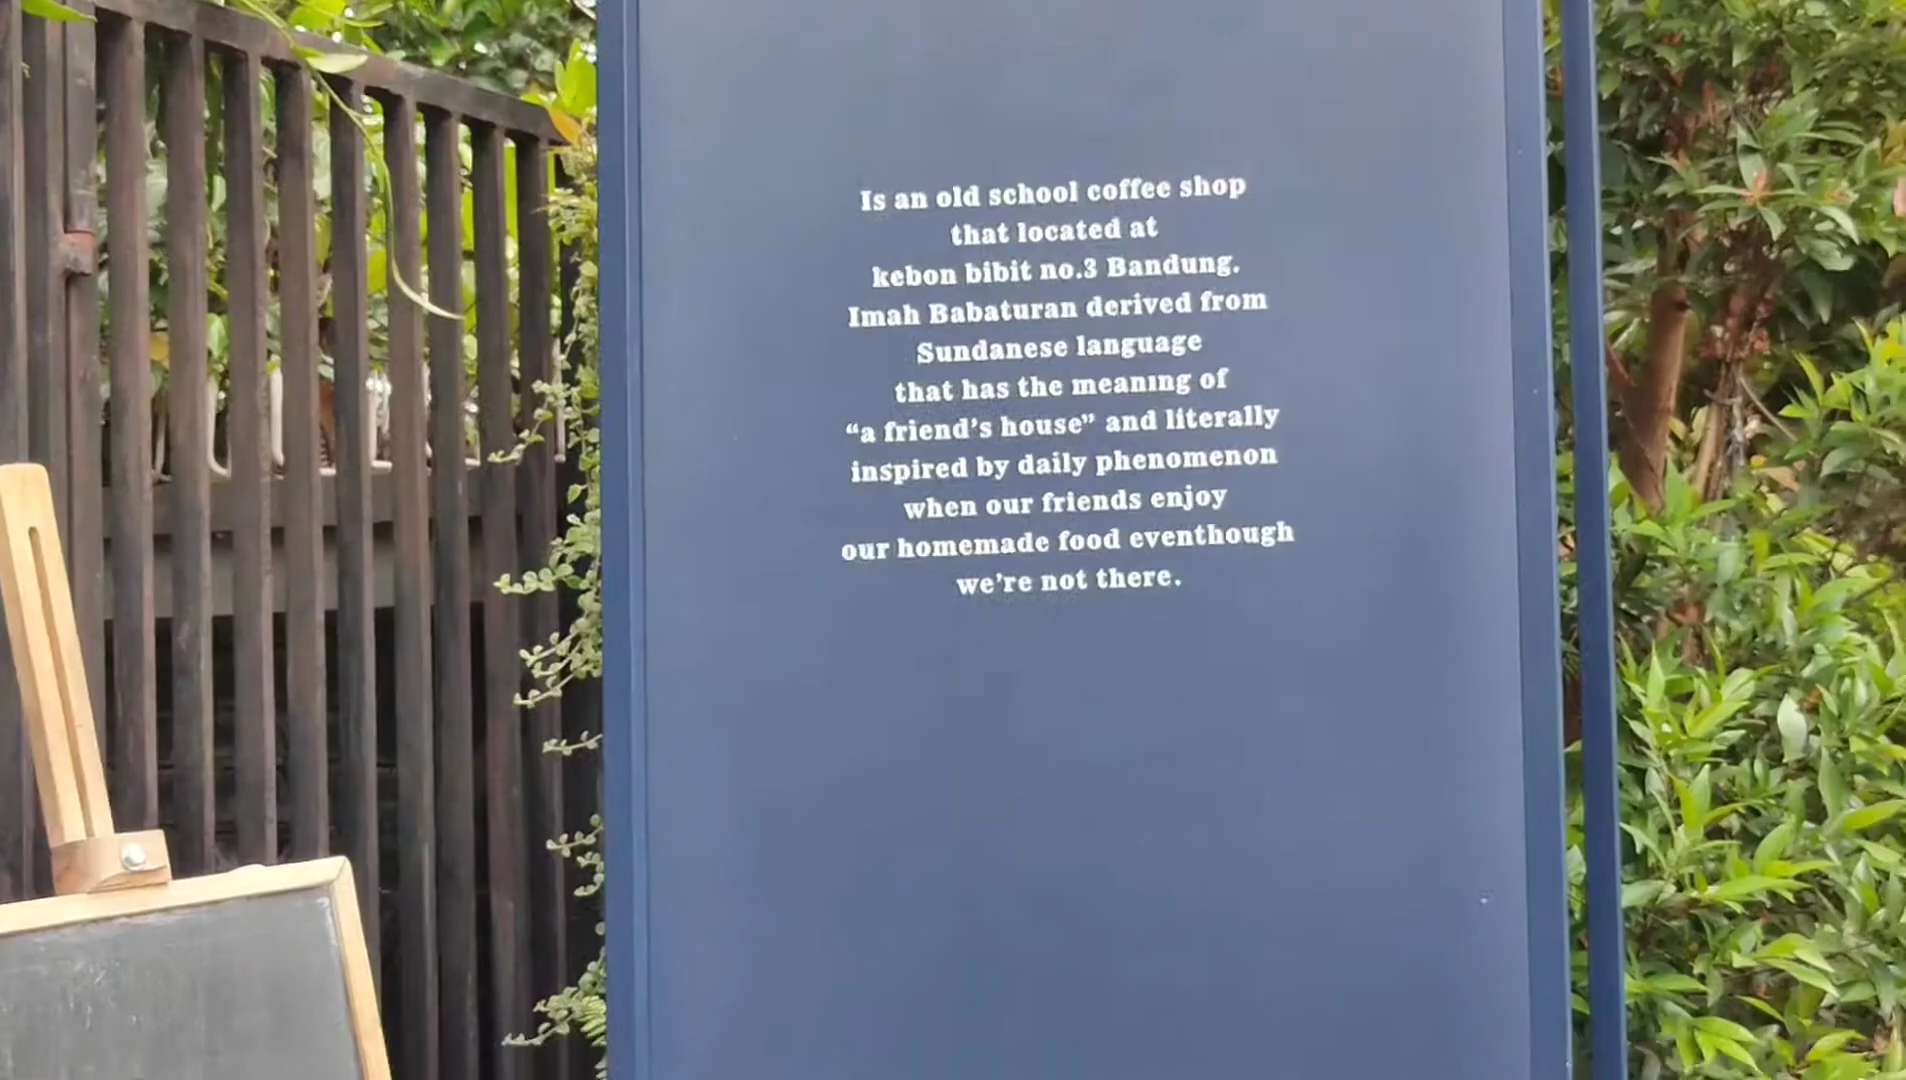 Is an old school coffee shop
that located at
kebon bibit no.3 Bandung.
Imah Babaturan derived from
Sundanese language
that has the meaning of
“a friend’s house” and literally
inspired by daily phenomenon
when our friends enjoy
our homemade food eventhough
we’re not there.